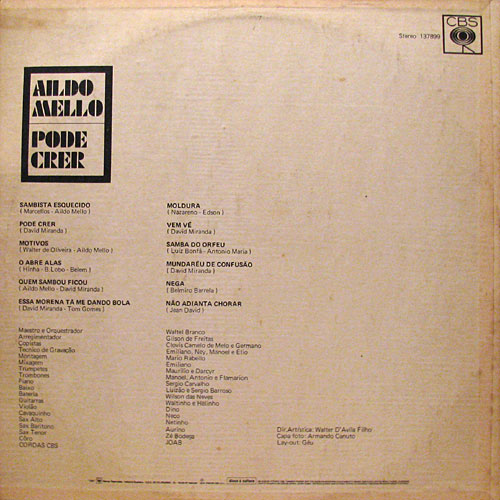 CBS
Stereo 137899
AILDO
MELLO
PODE
CRER
SAMBISTA ESQUECIDO
( Marcellos - Aildo Mello )
PODE CRER
( David Miranda )
MOTIVOS
( Walter de Oliveira - Aildo Mello )
O ABRE ALAS
( Hinha - B. Lobo - Belem )
QUEM SAMBOU FICOU
( Aildo Mello - David Miranda )
ESSA MORENA TÁ ME DANDO BOLA
( David Miranda - Tom Gomes )
MOLDURA
( Nazareno - Edson )
VEM VÊ
( David Miranda )
SAMBA DO ORFEU
( Luiz Bonfá - Antonio Maria )
MUNDARÉU DE CONFUSÃO
( David Miranda )
NEGA
( Belmiro Barrela )
NÃO ADIANTA CHORAR
( Jean David )
Maestro e Orquestrador
Arregimentador
Copistas
Tecnico de Gravação
Montagem
Mixagem
Trumpetes
Trombones
Piano
Baixo
Bateria
Guitarras
Violão
Cavaquinho
Sax Alto
Sax Baritono
Sax Tenor
Côro
CORDAS CBS
Walter Branco
Gilson de Freitas
Clovis Camelo de Melo e Germano
Emiliano, Ney, Manoel e Elio
Mario Rabello
Emiliano
Maurilio e Darcyr
Manoel, Antonio e Flamarion
Sergio Carvalho
Luizão e Sergio Barroso
Wilson das Neves
Waltinho e Hélinho
Dino
Neco
Netinho
Aurino
Zé Bodega
JOAB
Dir.Artística: Walter D'Avila Filho
Capa foto: Armando Canuto
Lay-out: Géu